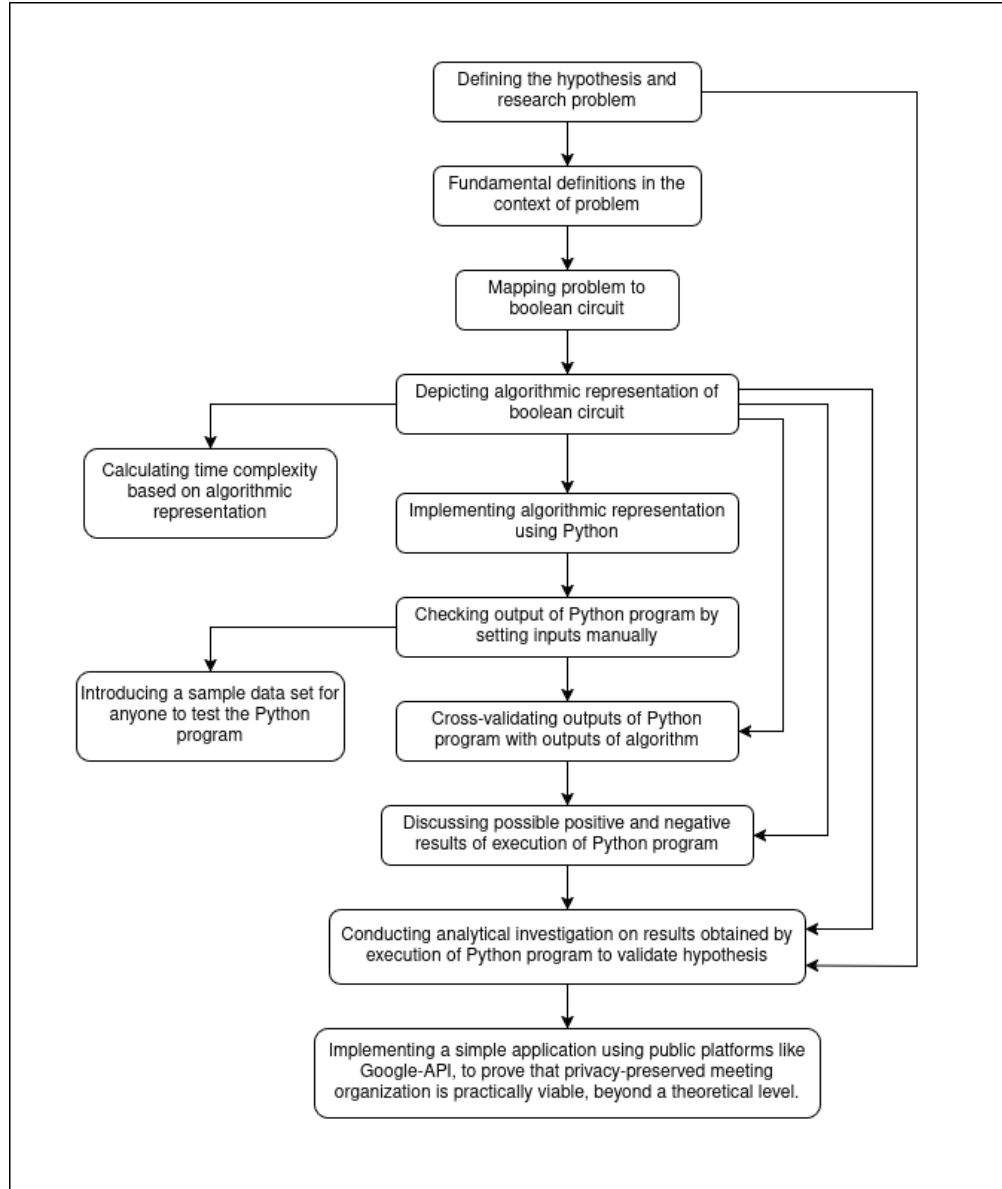 Defining the hypothesis and
research problem
Fundamental definitions in the
context of problem
Mapping problem to
boolean circuit
Depicting algorithmic representation of
boolean circuit
Calculating time complexity
based on algorithmic
representation
Implementing algorithmic representation
using Python
Checking output of Python program by
setting inputs manually
Introducing a sample data set for
anyone to test the Python
program
Cross-validating outputs of Python
program with outputs of algorithm
Discussing possible positive and negative
results of execution of Python program
Conducting analytical investigation on results obtained by
execution of Python program to validate hypothesis
Implementing a simple application using public platforms like
Google-API, to prove that privacy-preserved meeting
organization is practically viable, beyond a theoretical level.